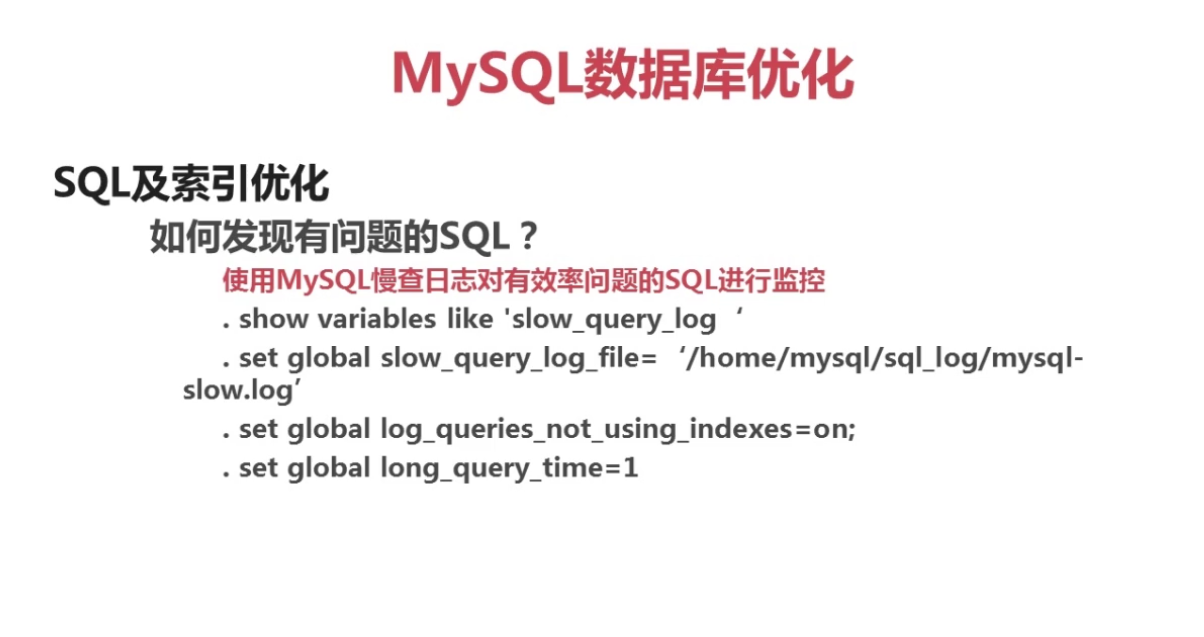 MySQL数据库优化
SQL及索引优化
如何发现有问题的SQL？
使用MySQL慢查日志对有效率问题的SQL进行监控
. show variables like 'slow_query_log‘
. set global slow_query_log_file=‘/home/mysql/sql_log/mysql-
slow.log’
. set global log_queries_not_using_indexes=on;
. set global long_query_time=1